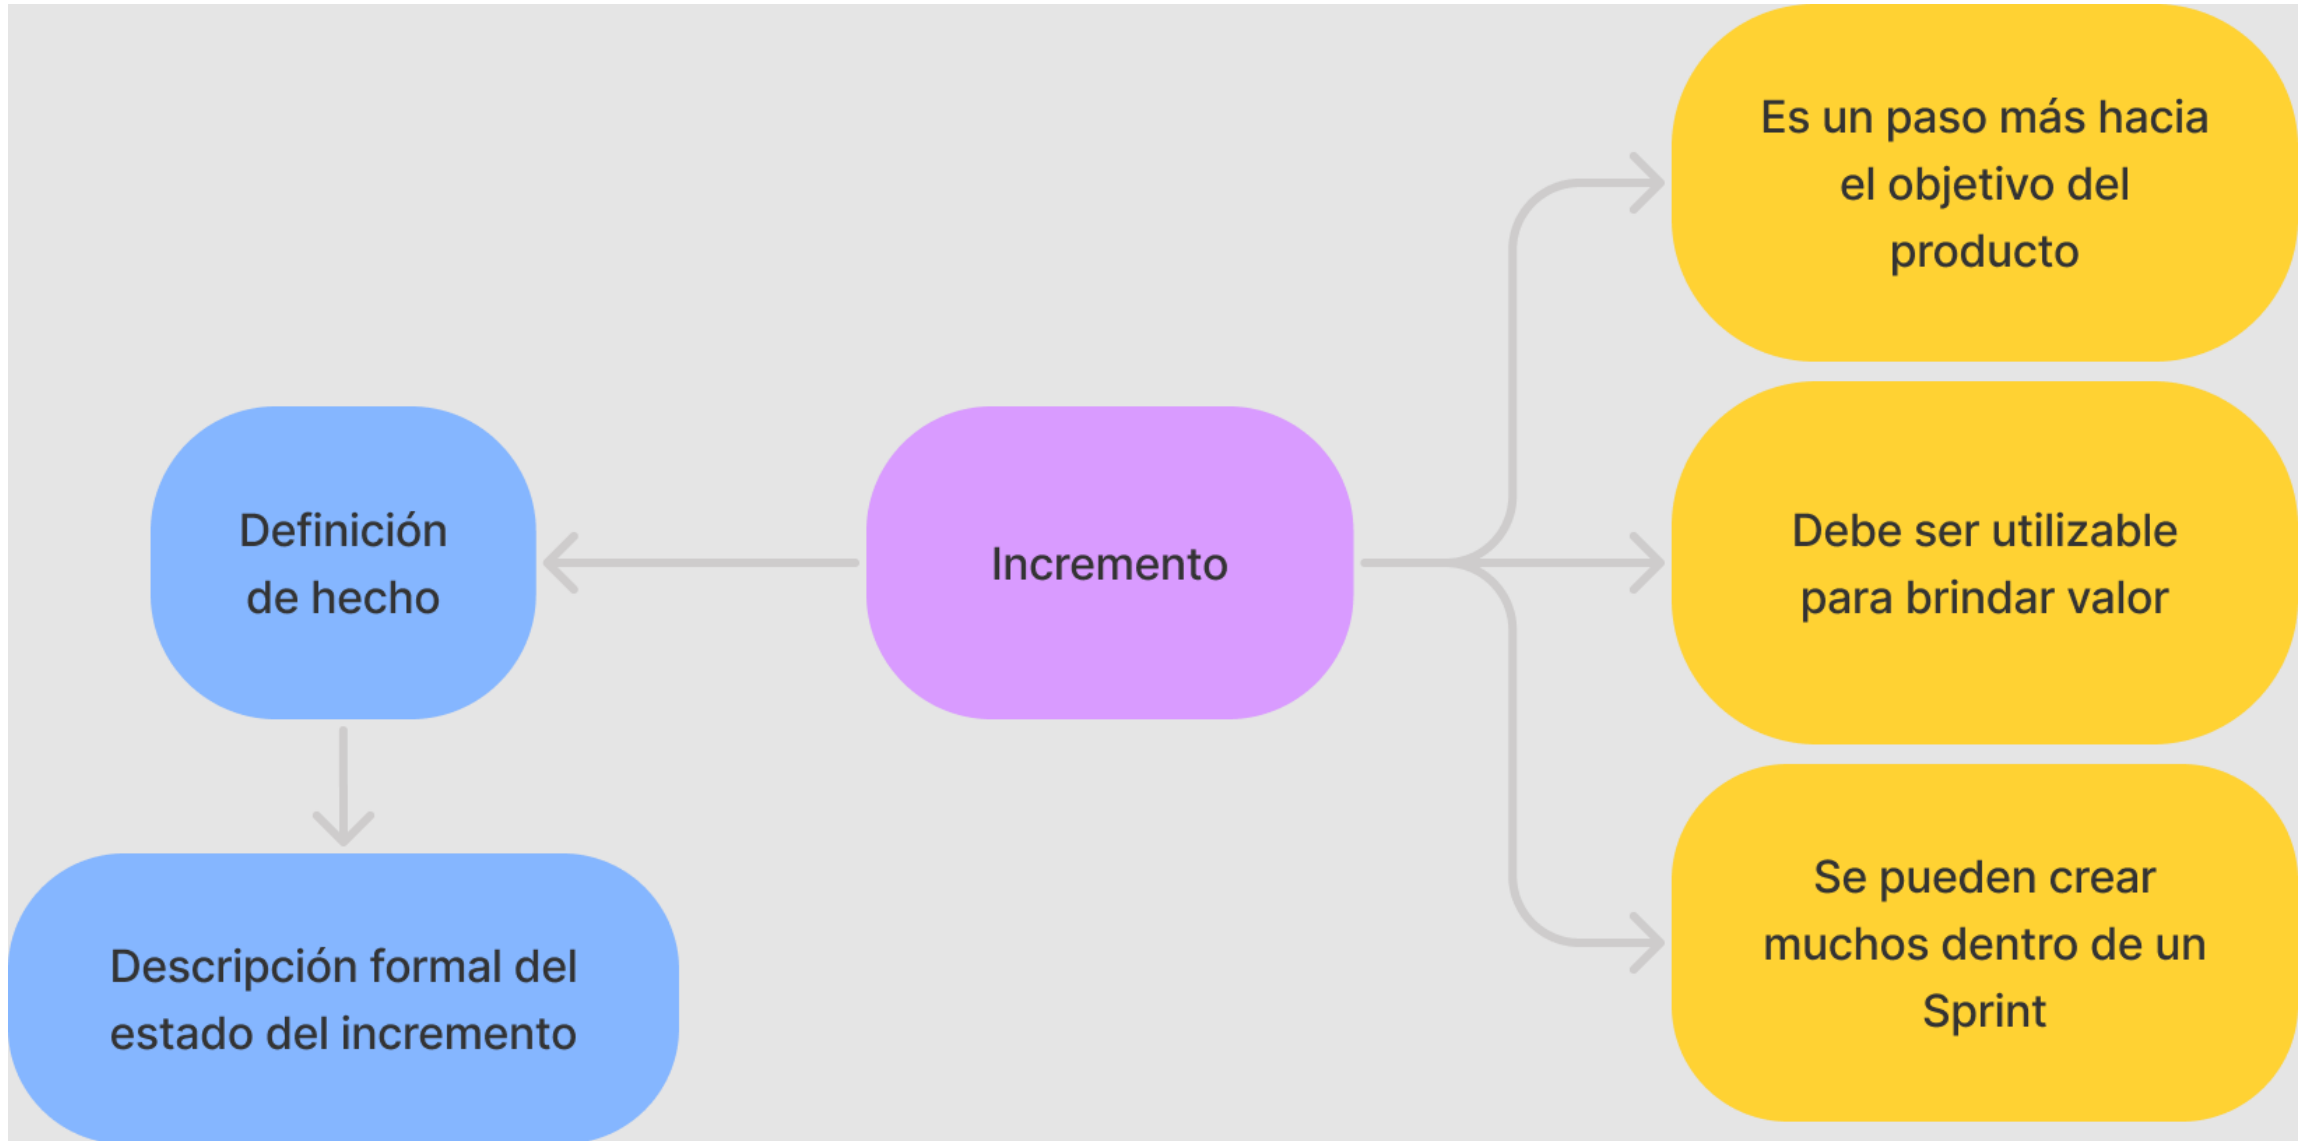 Es un paso más hacia
el objetivo del
producto
Definición
de hecho
Incremento
Debe ser utilizable
para brindar valor
Descripción formal del
estado del incremento
Se pueden crear
muchos dentro de un
Sprint